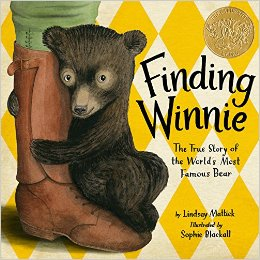 Finding
Winnie
The True Story of
the World's Most
Famous Bear
by Lindsay Mattick
Illustrated by
Sophie Blackall